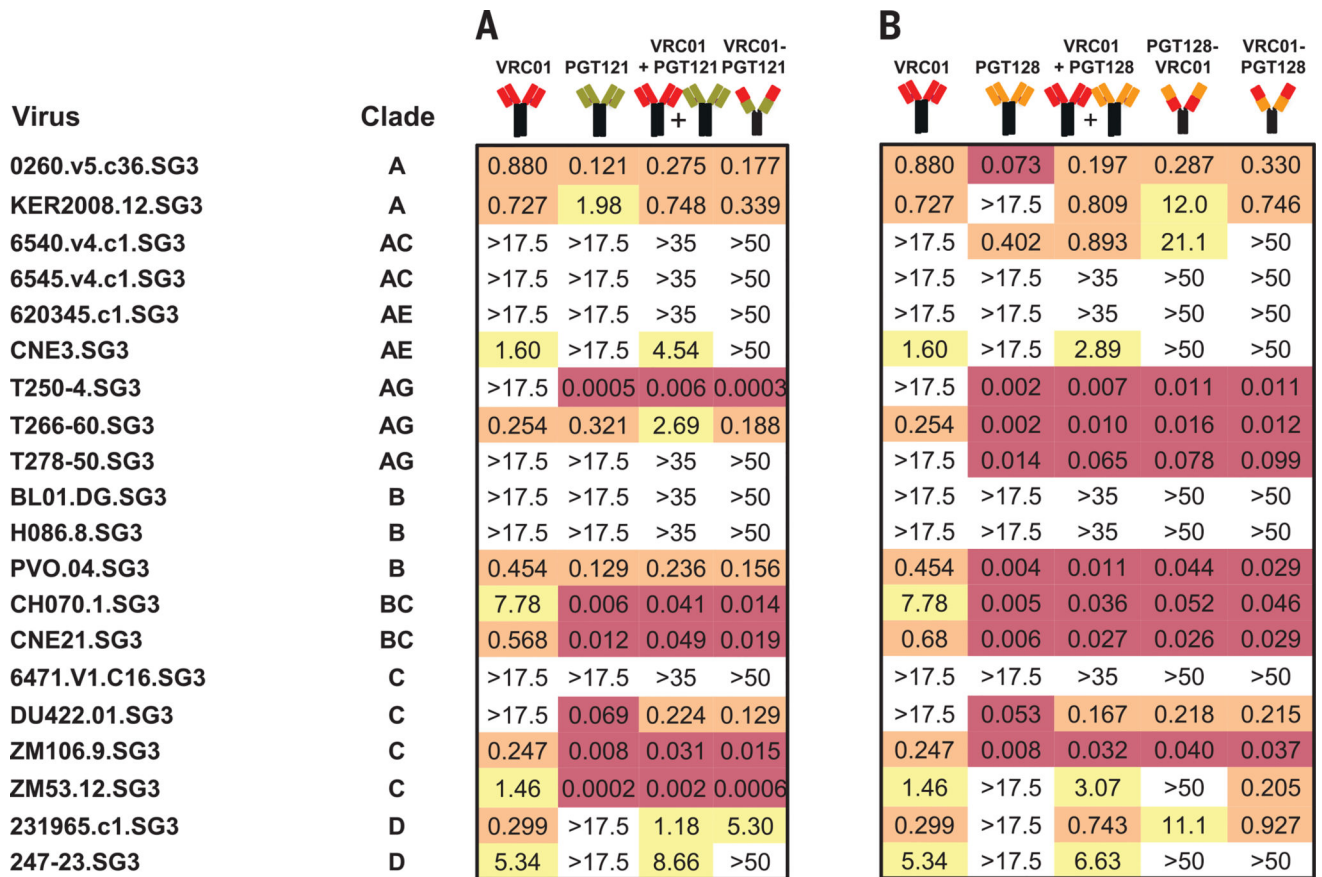 A B
VRC01 PGT121 VRC01 + PGT121 VRC01-PGT121 VRC01 PGT128 VRC01 + PGT128 PGT128-VRC01 VRC01-PGT128
+ +
Virus Clade
0260.v5.c36.SG3 A 0.880 0.121 0.275 0.177 0.880 0.073 0.197 0.287 0.330
KER2008.12.SG3 A 0.727 1.98 0.748 0.339 0.727 >17.5 0.809 12.0 0.746
6540.v4.c1.SG3 AC >17.5 >17.5 >35 >50 >17.5 0.402 0.893 21.1 >50
6545.v4.c1.SG3 AC >17.5 >17.5 >35 >50 >17.5 >17.5 >35 >50 >50
620345.c1.SG3 AE >17.5 >17.5 >35 >50 >17.5 >17.5 >35 >50 >50
CNE3.SG3 AE 1.60 >17.5 4.54 >50 1.60 >17.5 2.89 >50 >50
T250-4.SG3 AG >17.5 0.0005 0.006 0.0003 >17.5 0.002 0.007 0.011 0.011
T266-60.SG3 AG 0.254 0.321 2.69 0.188 0.254 0.002 0.010 0.016 0.012
T278-50.SG3 AG >17.5 >17.5 >35 >50 >17.5 0.014 0.065 0.078 0.099
BL01.DG.SG3 B >17.5 >17.5 >35 >50 >17.5 >17.5 >35 >50 >50
H086.8.SG3 B >17.5 >17.5 >35 >50 >17.5 >17.5 >35 >50 >50
PVO.04.SG3 B 0.454 0.129 0.236 0.156 0.454 0.004 0.011 0.044 0.029
CH070.1.SG3 BC 7.78 0.006 0.041 0.014 7.78 0.005 0.036 0.052 0.046
CNE21.SG3 BC 0.568 0.012 0.049 0.019 0.68 0.006 0.027 0.026 0.029
6471.V1.C16.SG3 C >17.5 >17.5 >35 >50 >17.5 >17.5 >35 >50 >50
DU422.01.SG3 C >17.5 0.069 0.224 0.129 >17.5 0.053 0.167 0.218 0.215
ZM106.9.SG3 C 0.247 0.008 0.031 0.015 0.247 0.008 0.032 0.040 0.037
ZM53.12.SG3 C 1.46 0.0002 0.002 0.0006 1.46 >17.5 3.07 >50 0.205
231965.c1.SG3 D 0.299 >17.5 1.18 5.30 0.299 >17.5 0.743 11.1 0.927
247-23.SG3 D 5.34 >17.5 8.66 >50 5.34 >17.5 6.63 >50 >50